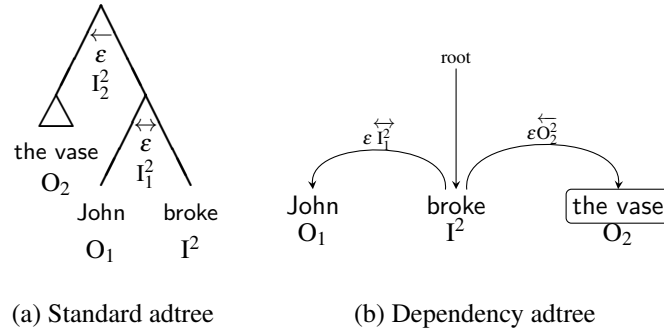 ←
ε
I₂²
the vase
O₂
↔
ε
I₁²
John
O₁
broke
I²
(a) Standard adtree
root
↔
ε I₁²
←
εO₂²
John
O₁
broke
I²
the vase
O₂
(b) Dependency adtree